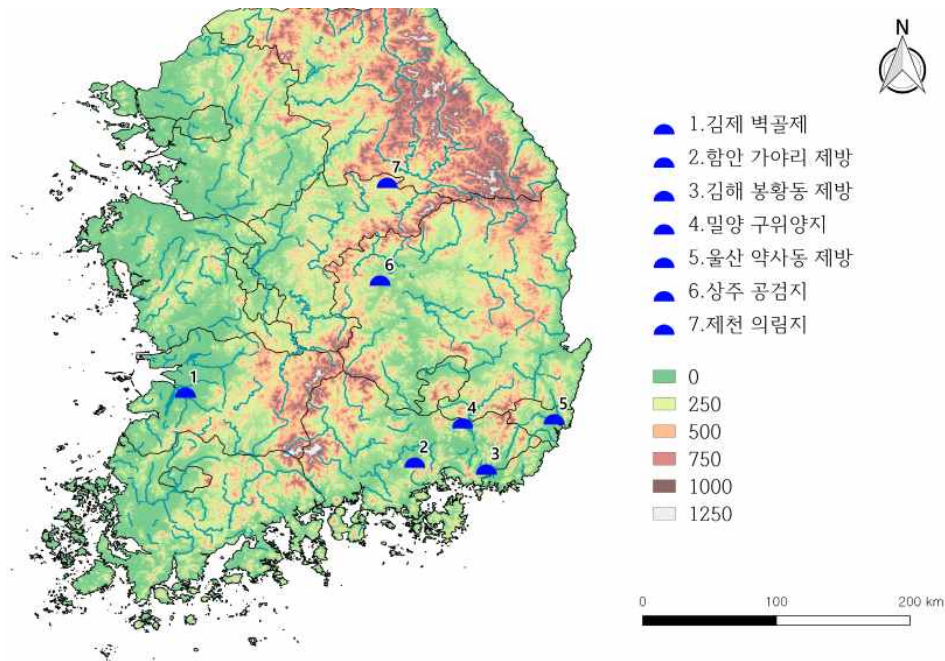 N
1.김제 벽골제
2.함안 가야리 제방
3.김해 봉황동 제방
4.밀양 구위양지
5.울산 약사동 제방
6.상주 공검지
7.제천 의림지
0
250
500
750
1000
1250
0 100 200 km
7
6
1
4
5
2
3